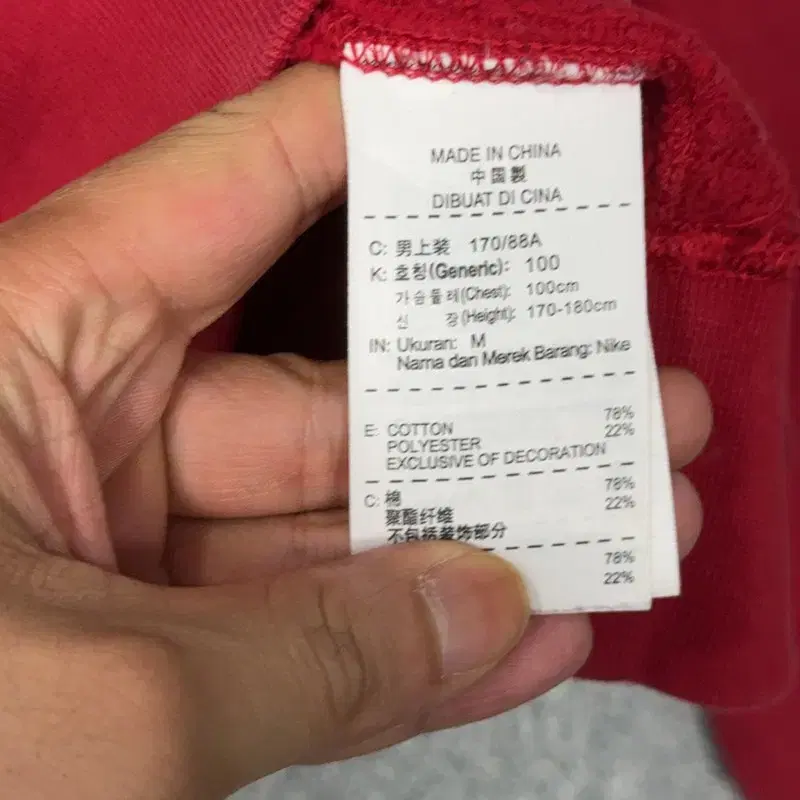 MADE IN CHINA
中国製
DIBUAT DI CINA
C: 男上装 170/88A
K: 호칭(Generic): 100
가슴둘레(Chest): 100cm
신 장(Height): 170-180cm
IN: Ukuran: M
Nama dan Merek Barang: Nike
E: COTTON 78%
POLYESTER 22%
EXCLUSIVE OF DECORATION
C: 棉 78%
聚酯纤维 22%
不包括装饰部分
78%
22%